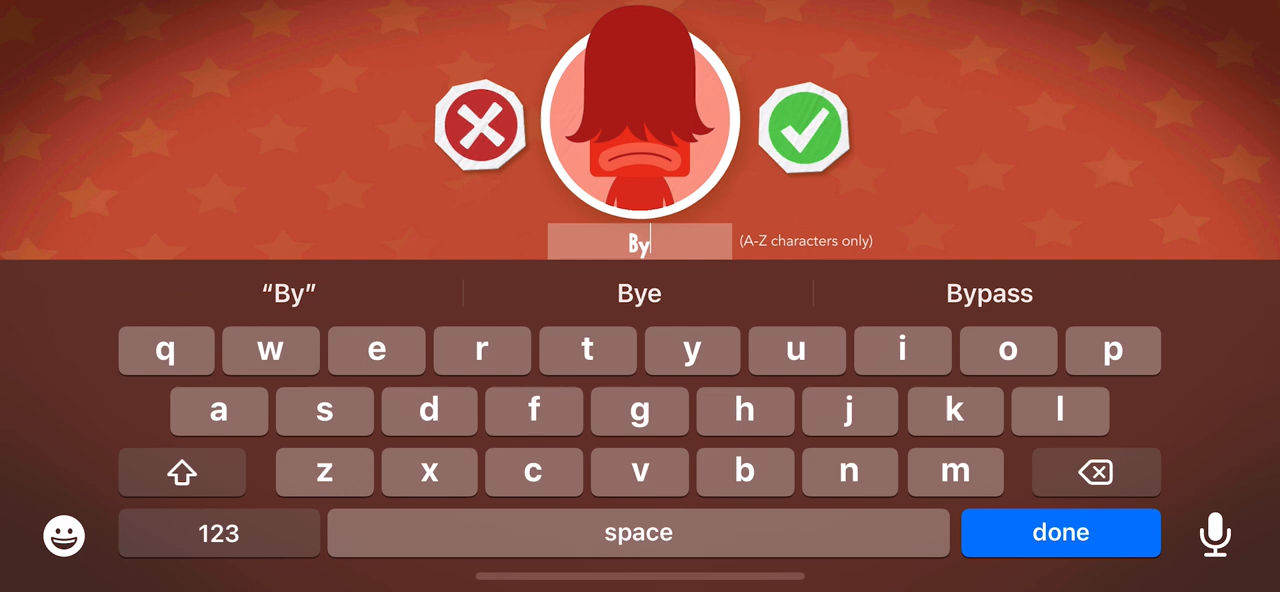 By
(A-Z characters only)
“By” Bye Bypass
q w e r t y u i o p
a s d f g h j k l
z x c v b n m
123 space done